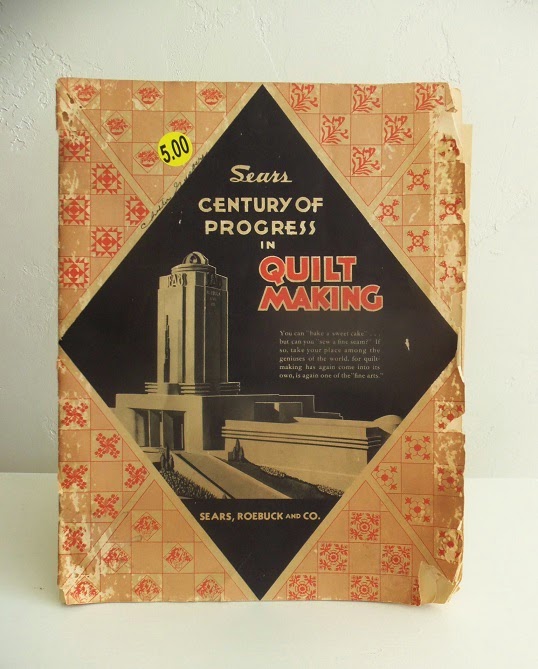 5.00
Sears
CENTURY OF
PROGRESS
IN
QUILT
MAKING
You can "bake a sweet cake" . . .
but can you "sew a fine seam?" If
so, take your place among the
geniuses of the world, for quilt-
making has again come into its
own, is again one of the "fine arts."
SEARS, ROEBUCK AND CO.